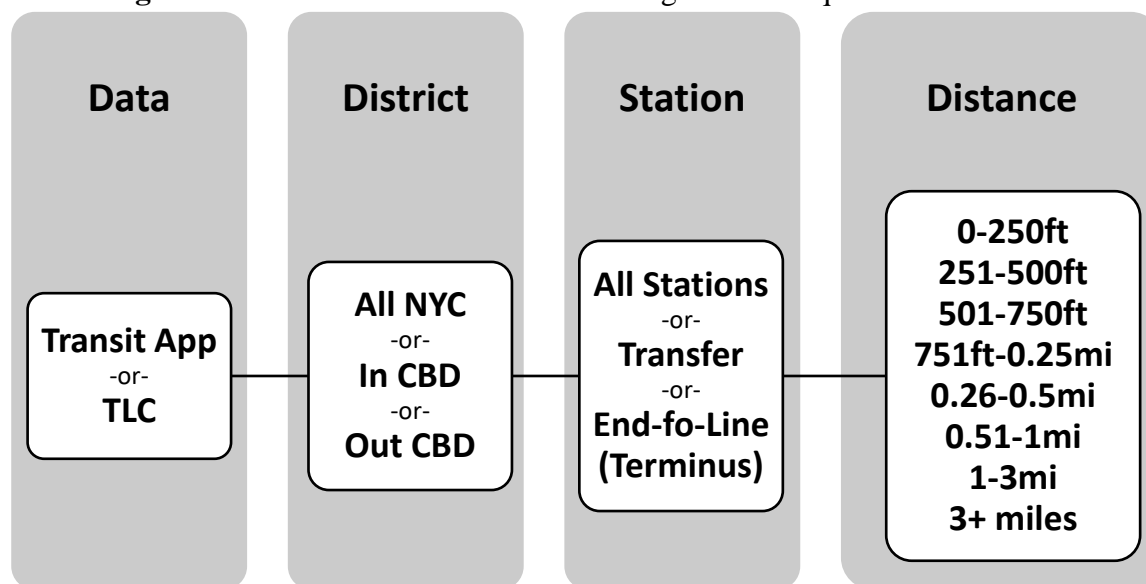 Data
Transit App
-or-
TLC
District
All NYC
-or-
In CBD
-or-
Out CBD
Station
All Stations
-or-
Transfer
-or-
End-fo-Line
(Terminus)
Distance
0-250ft
251-500ft
501-750ft
751ft-0.25mi
0.26-0.5mi
0.51-1mi
1-3mi
3+ miles